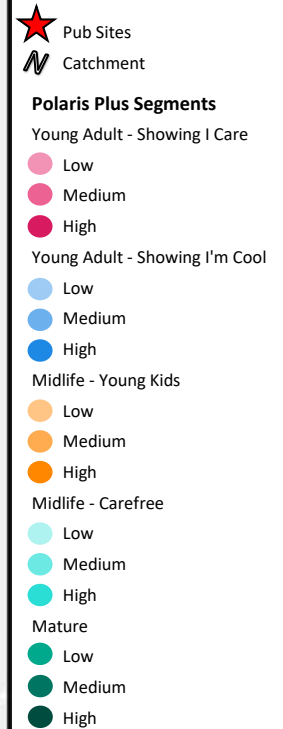 Pub Sites
Catchment
Polaris Plus Segments
Young Adult - Showing I Care
Low
Medium
High
Young Adult - Showing I'm Cool
Low
Medium
High
Midlife - Young Kids
Low
Medium
High
Midlife - Carefree
Low
Medium
High
Mature
Low
Medium
High